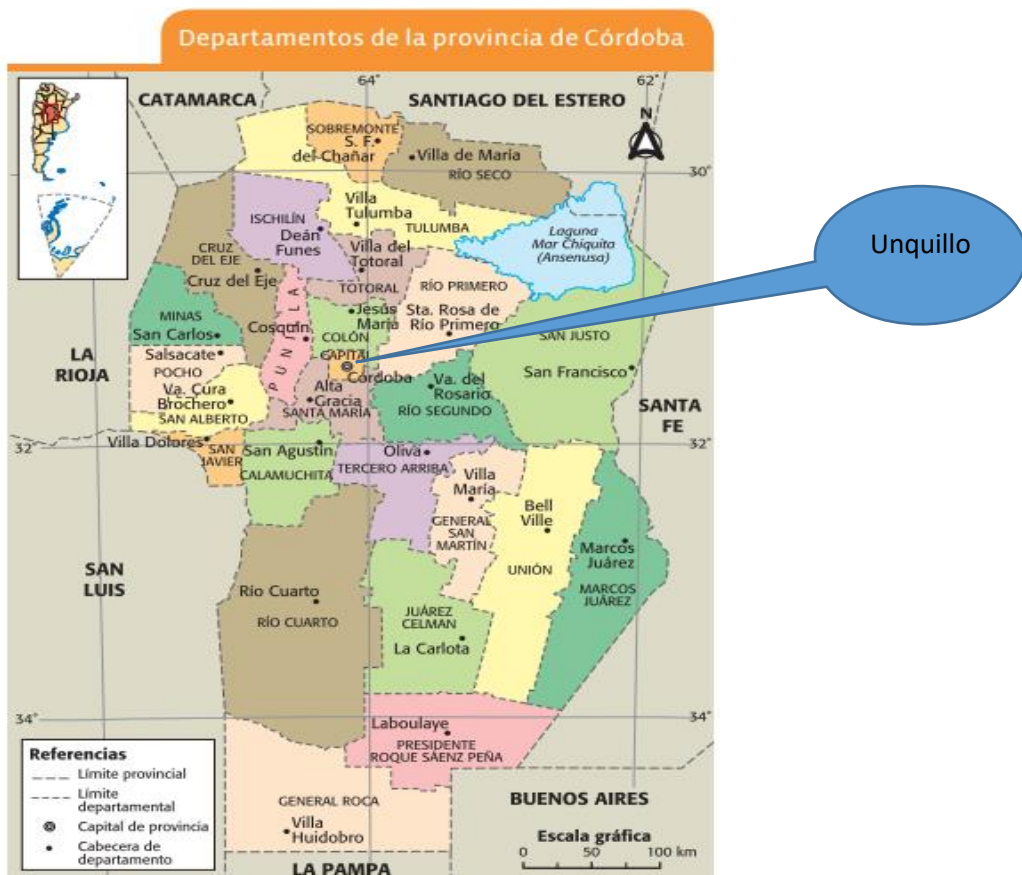 Departamentos de la provincia de Córdoba
64°
62°
CATAMARCA
SANTIAGO DEL ESTERO
N
SOBREMONTE
S. F.
del Chañar
Villa de María
RÍO SECO
30°
Villa
Tulumba
TULUMBA
ISCHILÍN
Deán
Funes
Laguna
Mar Chiquita
(Ansenusa)
Unquillo
CRUZ
DEL EJE
Cruz del Eje
Villa del
Totoral
TOTORAL
RÍO PRIMERO
Sta. Rosa de
Río Primero
MINAS
San Carlos
PUNILLA
Cosquín
Jesús
María
COLÓN
CAPITAL
Córdoba
SAN JUSTO
San Francisco
LA
RIOJA
Salsacate
POCHO
Va. Cura
Brochero
SAN ALBERTO
Alta
Gracia
SANTA MARÍA
Va. del
Rosario
RÍO SEGUNDO
SANTA
FE
32°
Villa Dolores
SAN
JAVIER
San Agustín
CALAMUCHITA
Oliva
TERCERO ARRIBA
Villa
María
GENERAL
SAN
MARTÍN
Bell
Ville
UNIÓN
Marcos
Juárez
MARCOS
JUÁREZ
SAN
LUIS
Río Cuarto
RÍO CUARTO
JUÁREZ
CELMAN
La Carlota
34°
Laboulaye
PRESIDENTE
ROQUE SÁENZ PEÑA
Referencias
Límite provincial
Límite
departamental
Capital de provincia
Cabecera de
departamento
GENERAL ROCA
Villa
Huidobro
BUENOS AIRES
Escala gráfica
0 50 100 km
LA PAMPA